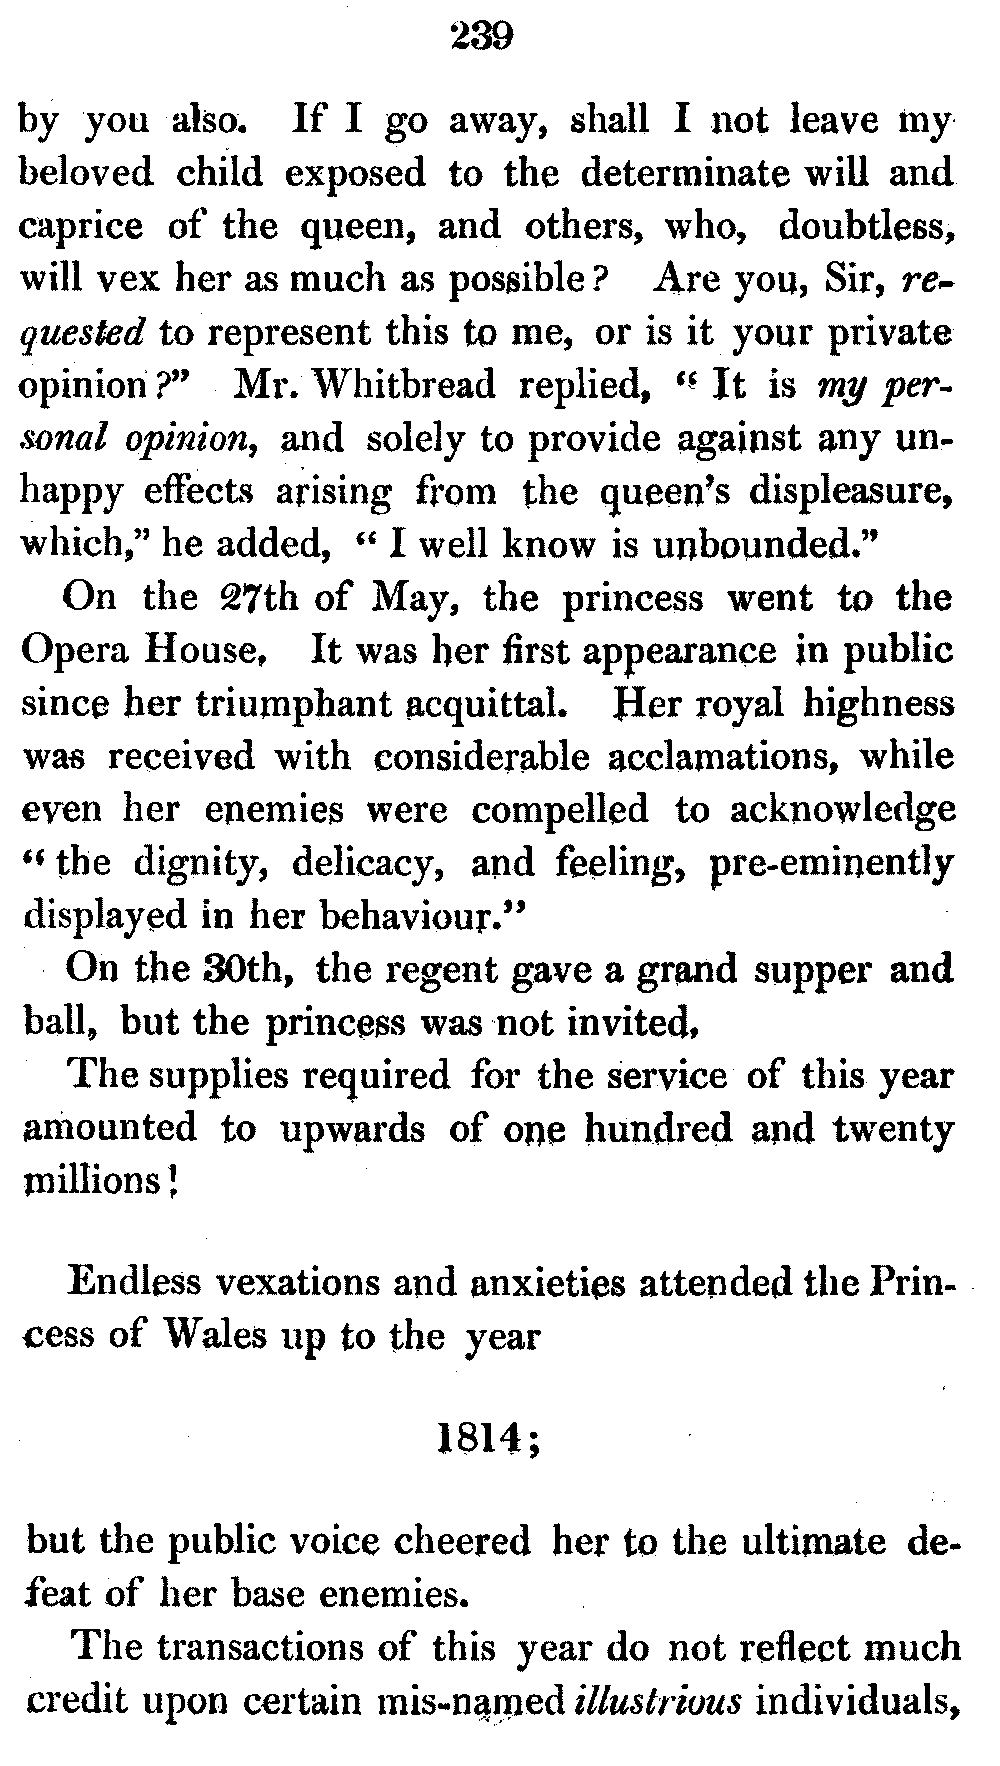 239
by you also. If I go away, shall I not leave my
beloved child exposed to the determinate will and
caprice of the queen, and others, who, doubtless,
will vex her as much as possible? Are you, Sir, re-
quested to represent this to me, or is it your private
opinion?” Mr. Whitbread replied, “ It is my per-
sonal opinion, and solely to provide against any un-
happy effects arising from the queen’s displeasure,
which,” he added, “ I well know is unbounded.”
On the 27th of May, the princess went to the
Opera House. It was her first appearance in public
since her triumphant acquittal. Her royal highness
was received with considerable acclamations, while
even her enemies were compelled to acknowledge
“ the dignity, delicacy, and feeling, pre-eminently
displayed in her behaviour.”
On the 30th, the regent gave a grand supper and
ball, but the princess was not invited.
The supplies required for the service of this year
amounted to upwards of one hundred and twenty
millions!
Endless vexations and anxieties attended the Prin-
cess of Wales up to the year
1814;
but the public voice cheered her to the ultimate de-
feat of her base enemies.
The transactions of this year do not reflect much
credit upon certain mis-named illustrious individuals,